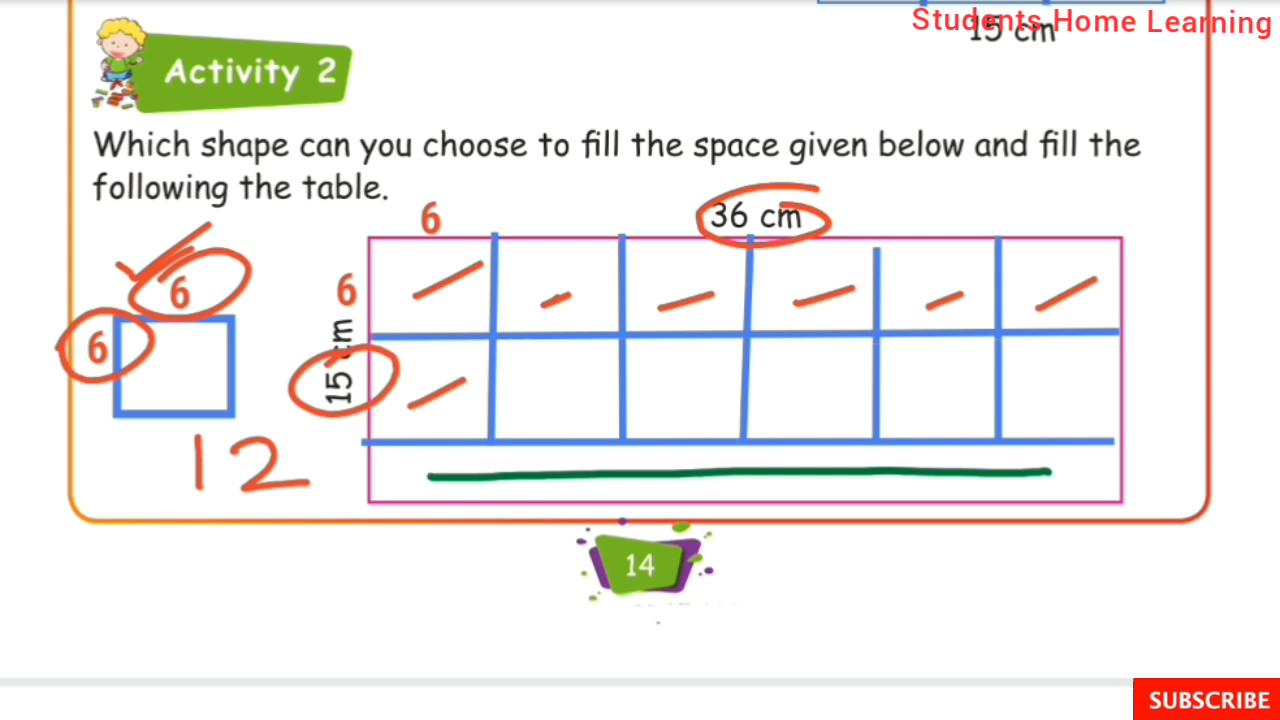 Students Home Learning
15 cm
Activity 2
Which shape can you choose to fill the space given below and fill the
following the table.
6
36 cm
6
6
6
15 cm
12
14
SUBSCRIBE